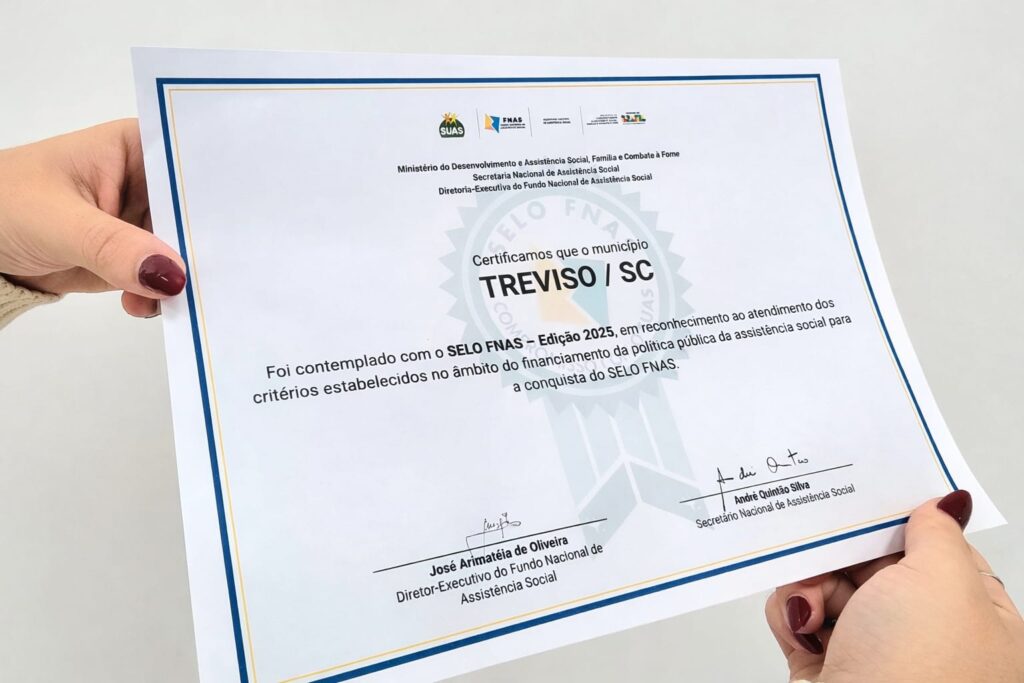 SUAS
FNAS
Ministério do Desenvolvimento e Assistência Social, Família e Combate à Fome
Secretaria Nacional de Assistência Social
Diretoria-Executiva do Fundo Nacional de Assistência Social
SELO FNAS
Certificamos que o município
TREVISO / SC
Foi contemplado com o SELO FNAS – Edição 2025, em reconhecimento ao atendimento dos
critérios estabelecidos no âmbito do financiamento da política pública da assistência social para
a conquista do SELO FNAS.
José Arimatéia de Oliveira
Diretor-Executivo do Fundo Nacional de
Assistência Social
André Quintão Silva
Secretário Nacional de Assistência Social